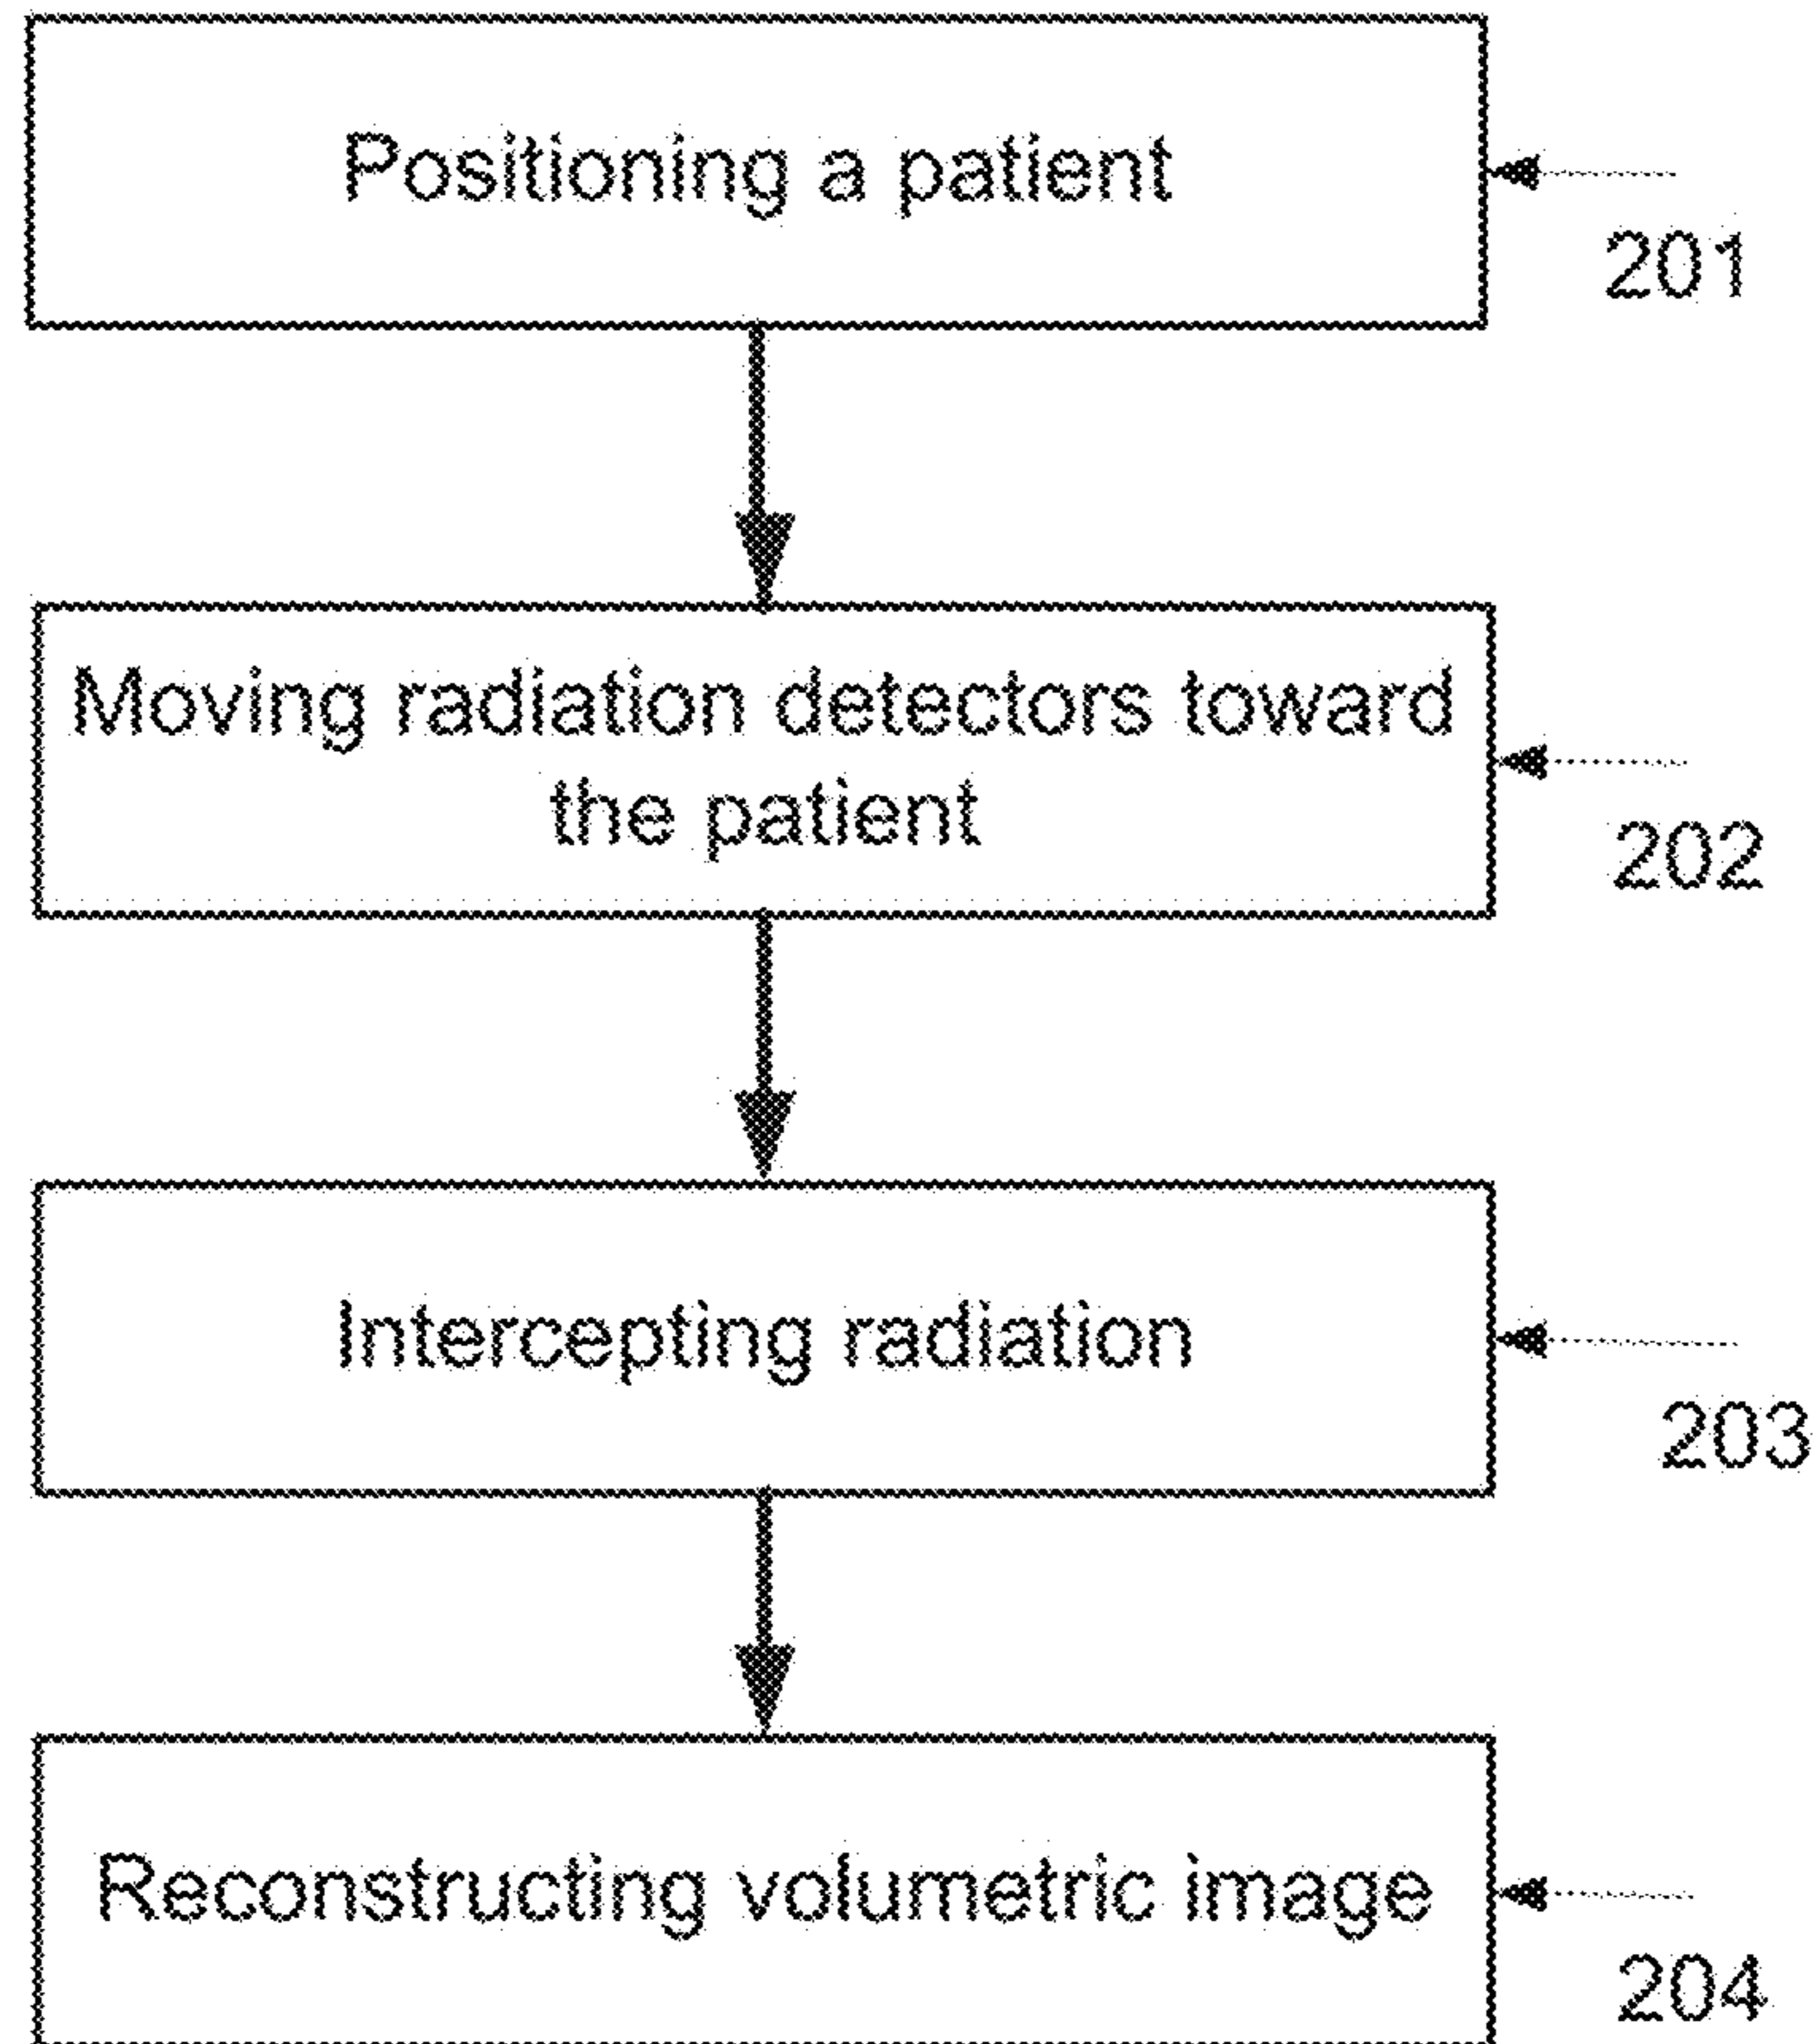 Positioning a patient
201
Moving radiation detectors toward
the patient
202
Intercepting radiation
203
Reconstructing volumetric image
204